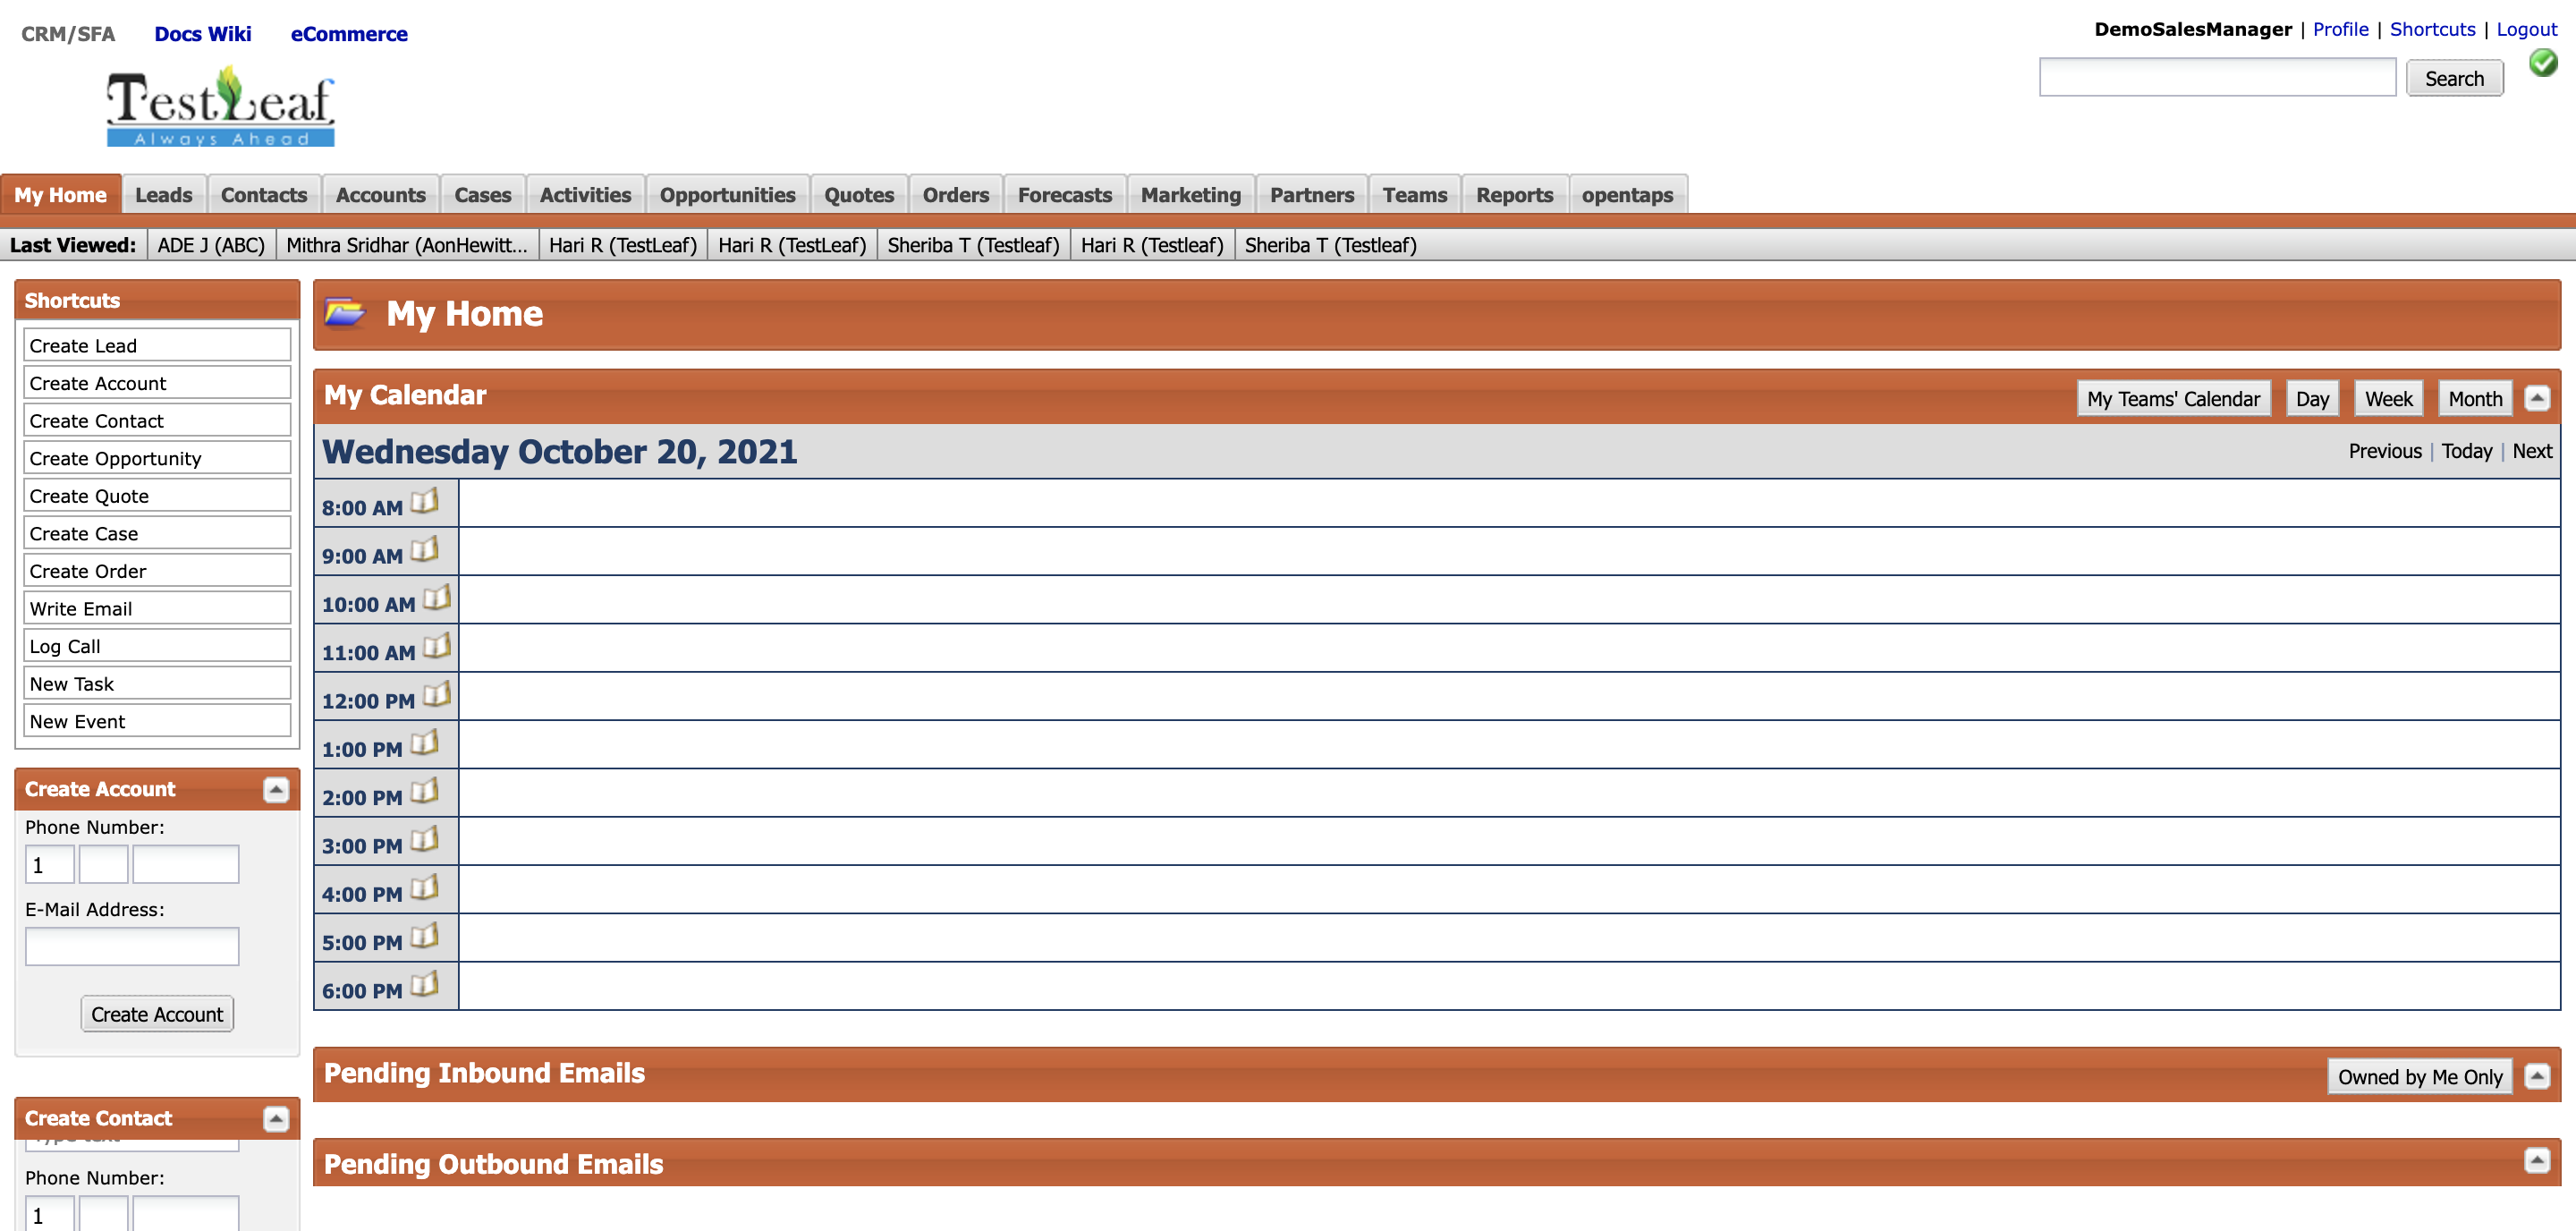 CRM/SFA Docs Wiki eCommerce
DemoSalesManager | Profile | Shortcuts | Logout
Search
TestLeaf
Always Ahead
My Home Leads Contacts Accounts Cases Activities Opportunities Quotes Orders Forecasts Marketing Partners Teams Reports opentaps
Last Viewed: ADE J (ABC) Mithra Sridhar (AonHewitt... Hari R (TestLeaf) Hari R (TestLeaf) Sheriba T (Testleaf) Hari R (Testleaf) Sheriba T (Testleaf)
Shortcuts
Create Lead
Create Account
Create Contact
Create Opportunity
Create Quote
Create Case
Create Order
Write Email
Log Call
New Task
New Event
Create Account
Phone Number:
1
E-Mail Address:
Create Account
Create Contact
Phone Number:
1
My Home
My Calendar My Teams' Calendar Day Week Month
Wednesday October 20, 2021 Previous | Today | Next
8:00 AM
9:00 AM
10:00 AM
11:00 AM
12:00 PM
1:00 PM
2:00 PM
3:00 PM
4:00 PM
5:00 PM
6:00 PM
Pending Inbound Emails Owned by Me Only
Pending Outbound Emails